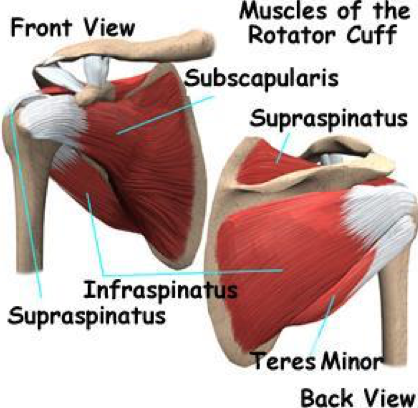 Front View
Muscles of the
Rotator Cuff
Subscapularis
Supraspinatus
Infraspinatus
Supraspinatus
Teres Minor
Back View